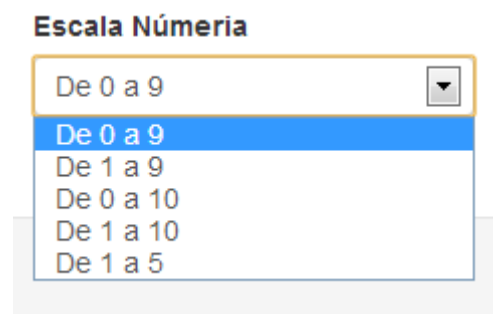 Escala Númeria
De 0 a 9
De 0 a 9
De 1 a 9
De 0 a 10
De 1 a 10
De 1 a 5